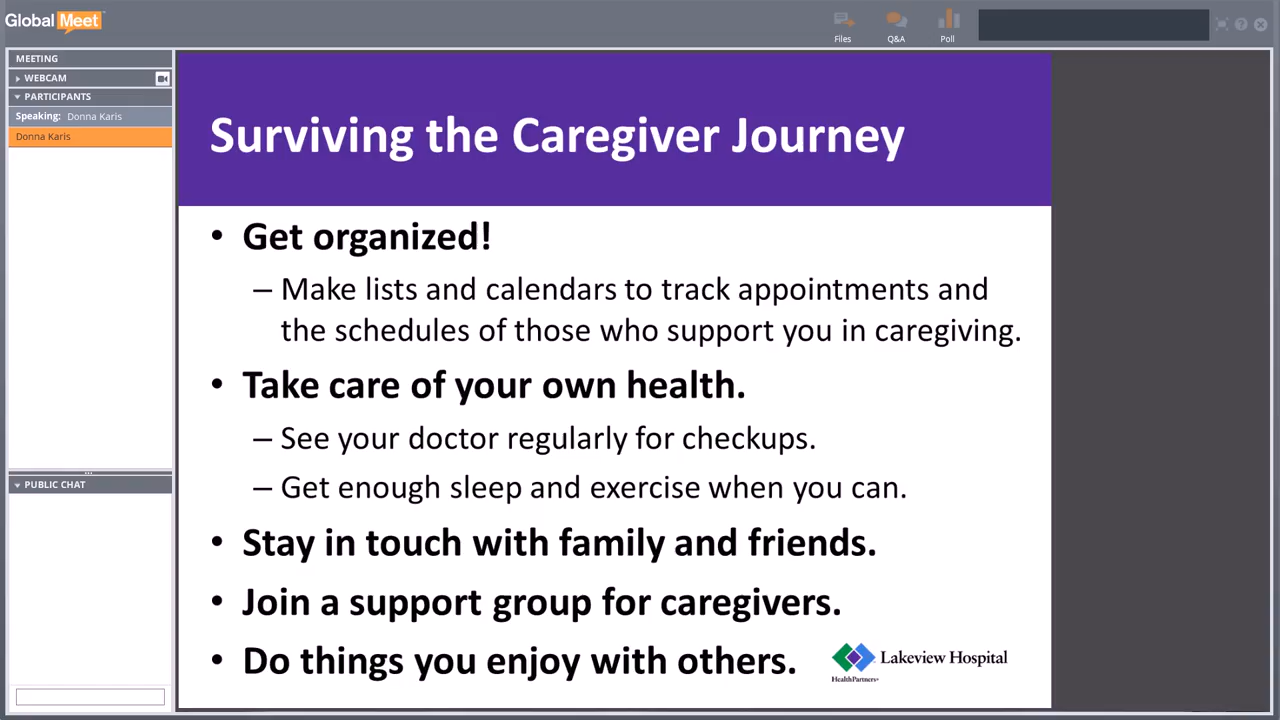 Global Meet
Files
Q&A
Poll
MEETING
WEBCAM
PARTICIPANTS
Speaking: Donna Karis
Donna Karis
PUBLIC CHAT
Surviving the Caregiver Journey
• Get organized!
– Make lists and calendars to track appointments and
the schedules of those who support you in caregiving.
• Take care of your own health.
– See your doctor regularly for checkups.
– Get enough sleep and exercise when you can.
• Stay in touch with family and friends.
• Join a support group for caregivers.
• Do things you enjoy with others.
Lakeview Hospital
HealthPartners